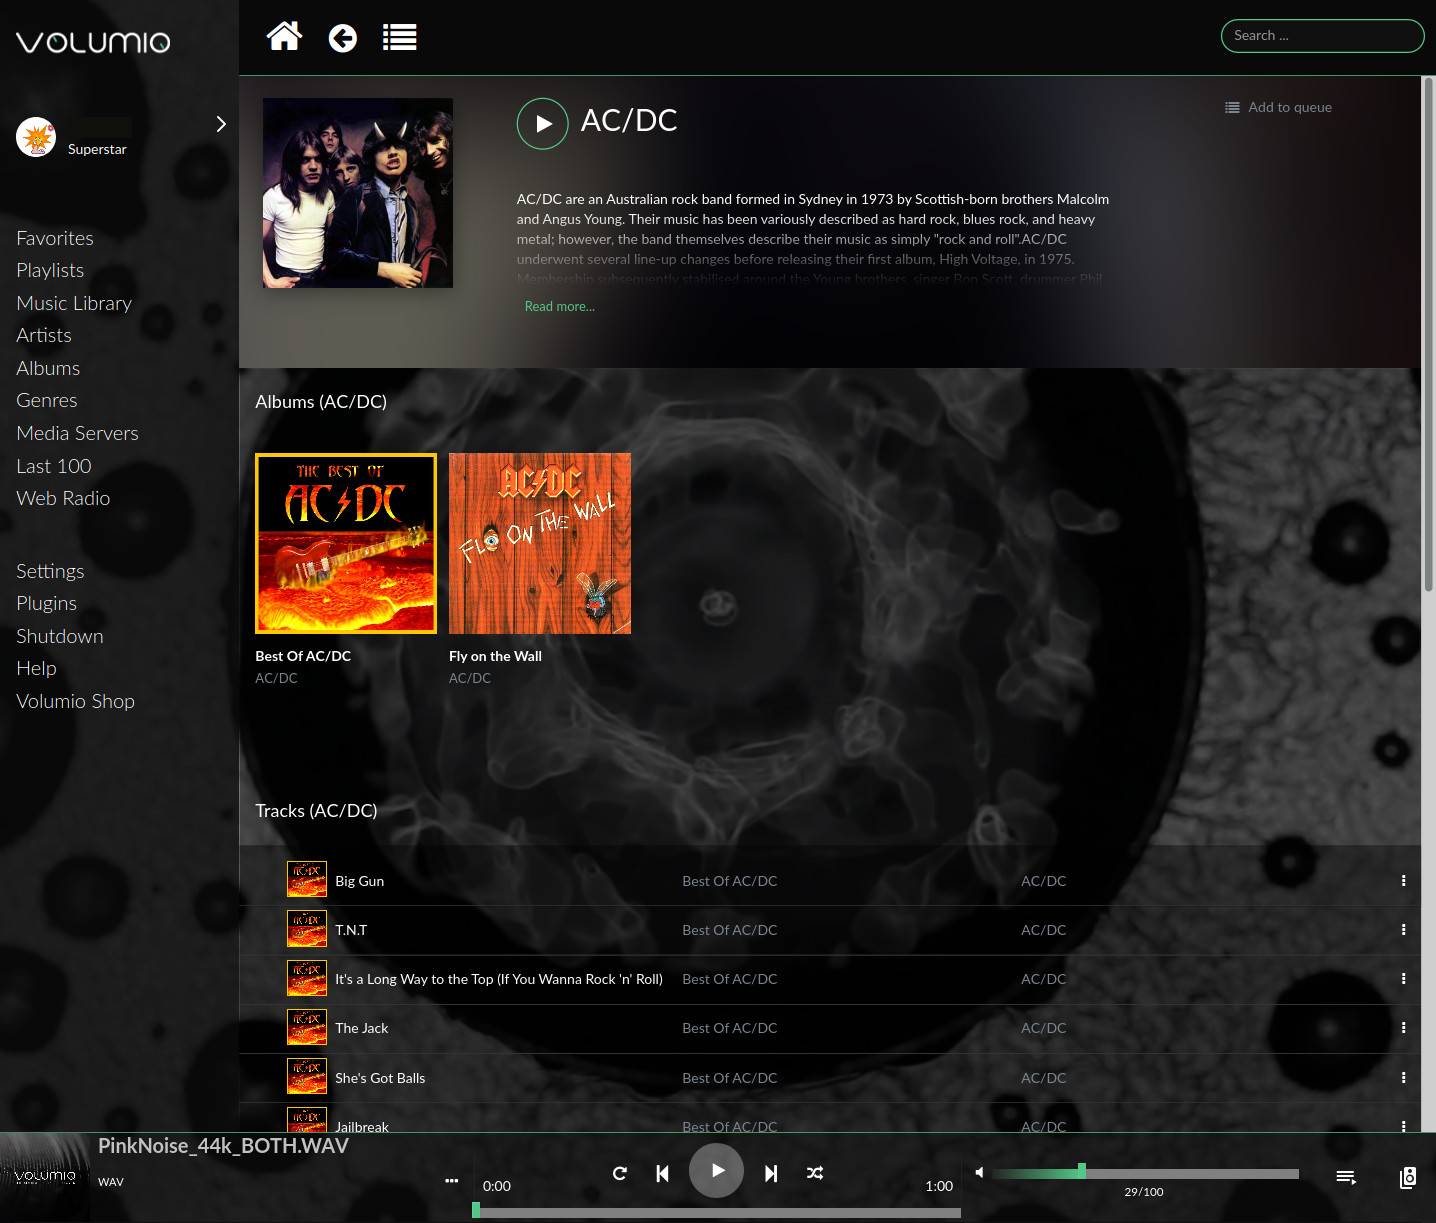 VOLUMIO
Superstar
Favorites
Playlists
Music Library
Artists
Albums
Genres
Media Servers
Last 100
Web Radio
Settings
Plugins
Shutdown
Help
Volumio Shop
Search ...
AC/DC
Add to queue
AC/DC are an Australian rock band formed in Sydney in 1973 by Scottish-born brothers Malcolm
and Angus Young. Their music has been variously described as hard rock, blues rock, and heavy
metal; however, the band themselves describe their music as simply "rock and roll".AC/DC
underwent several line-up changes before releasing their first album, High Voltage, in 1975.
Membership subsequently stabilised around the Young brothers, singer Bon Scott, drummer Phil
Read more...
Albums (AC/DC)
THE BEST OF
AC/DC
AC/DC
FLY ON THE WALL
Best Of AC/DC
AC/DC
Fly on the Wall
AC/DC
Tracks (AC/DC)
Big Gun Best Of AC/DC AC/DC
T.N.T Best Of AC/DC AC/DC
It's a Long Way to the Top (If You Wanna Rock 'n' Roll) Best Of AC/DC AC/DC
The Jack Best Of AC/DC AC/DC
She's Got Balls Best Of AC/DC AC/DC
Jailbreak Best Of AC/DC AC/DC
VOLUMIO
PinkNoise_44k_BOTH.WAV
WAV
0:00
1:00
29/100